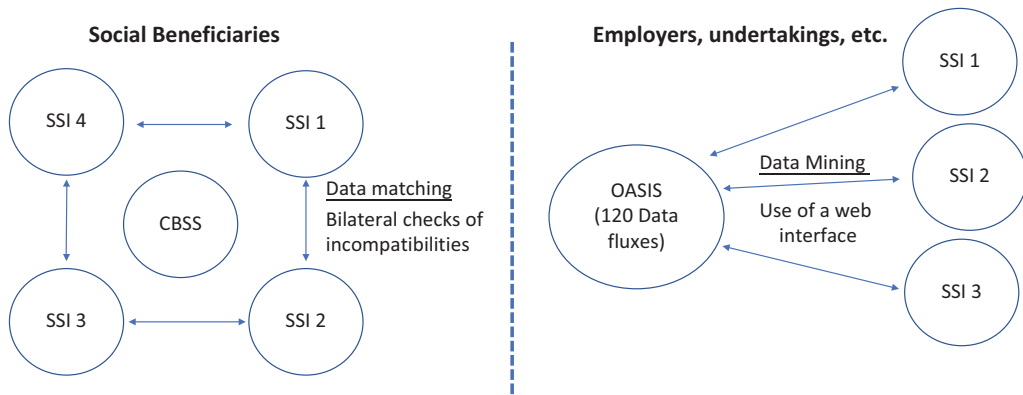 Social Beneficiaries
SSI 4
SSI 1
CBSS
Data matching
Bilateral checks of
incompatibilities
SSI 3
SSI 2
Employers, undertakings, etc.
SSI 1
OASIS
(120 Data
fluxes)
Data Mining
Use of a web
interface
SSI 2
SSI 3